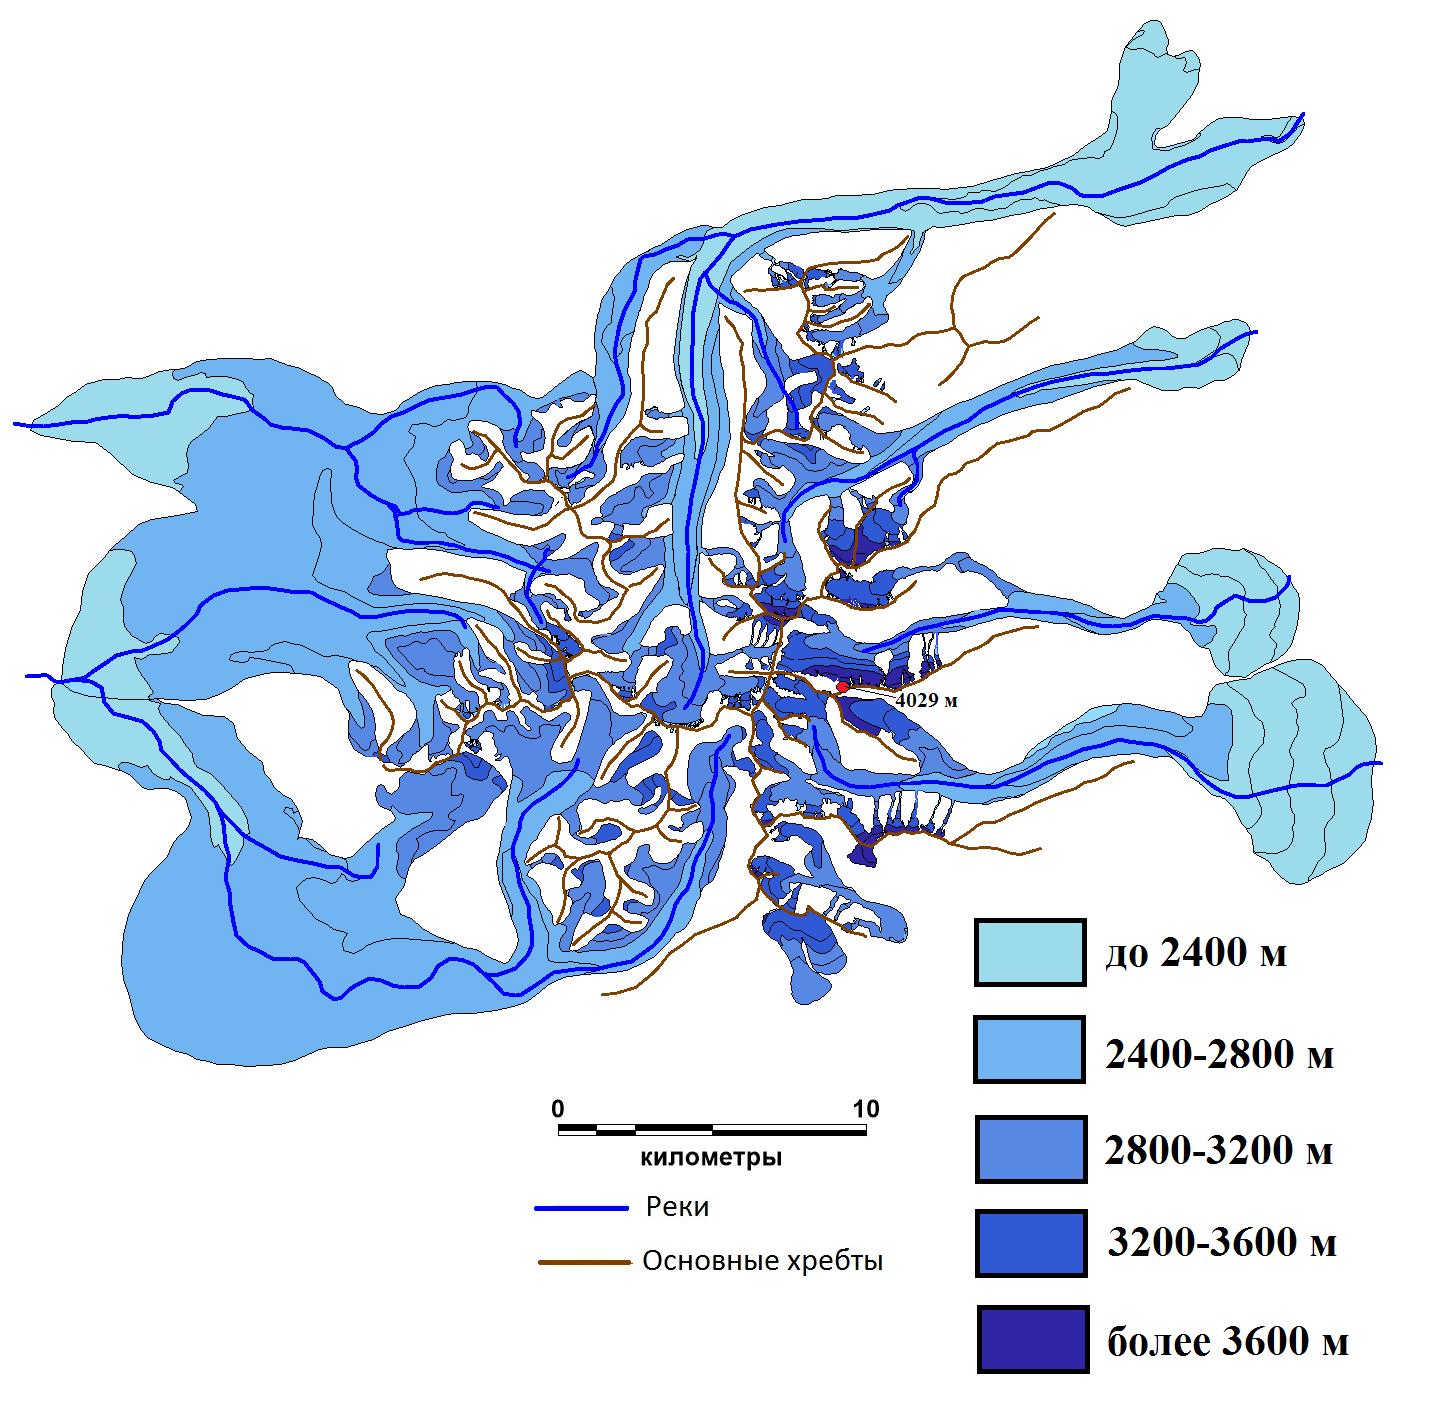 4029 м
до 2400 м
2400-2800 м
2800-3200 м
3200-3600 м
более 3600 м
0 10
километры
Реки
Основные хребты